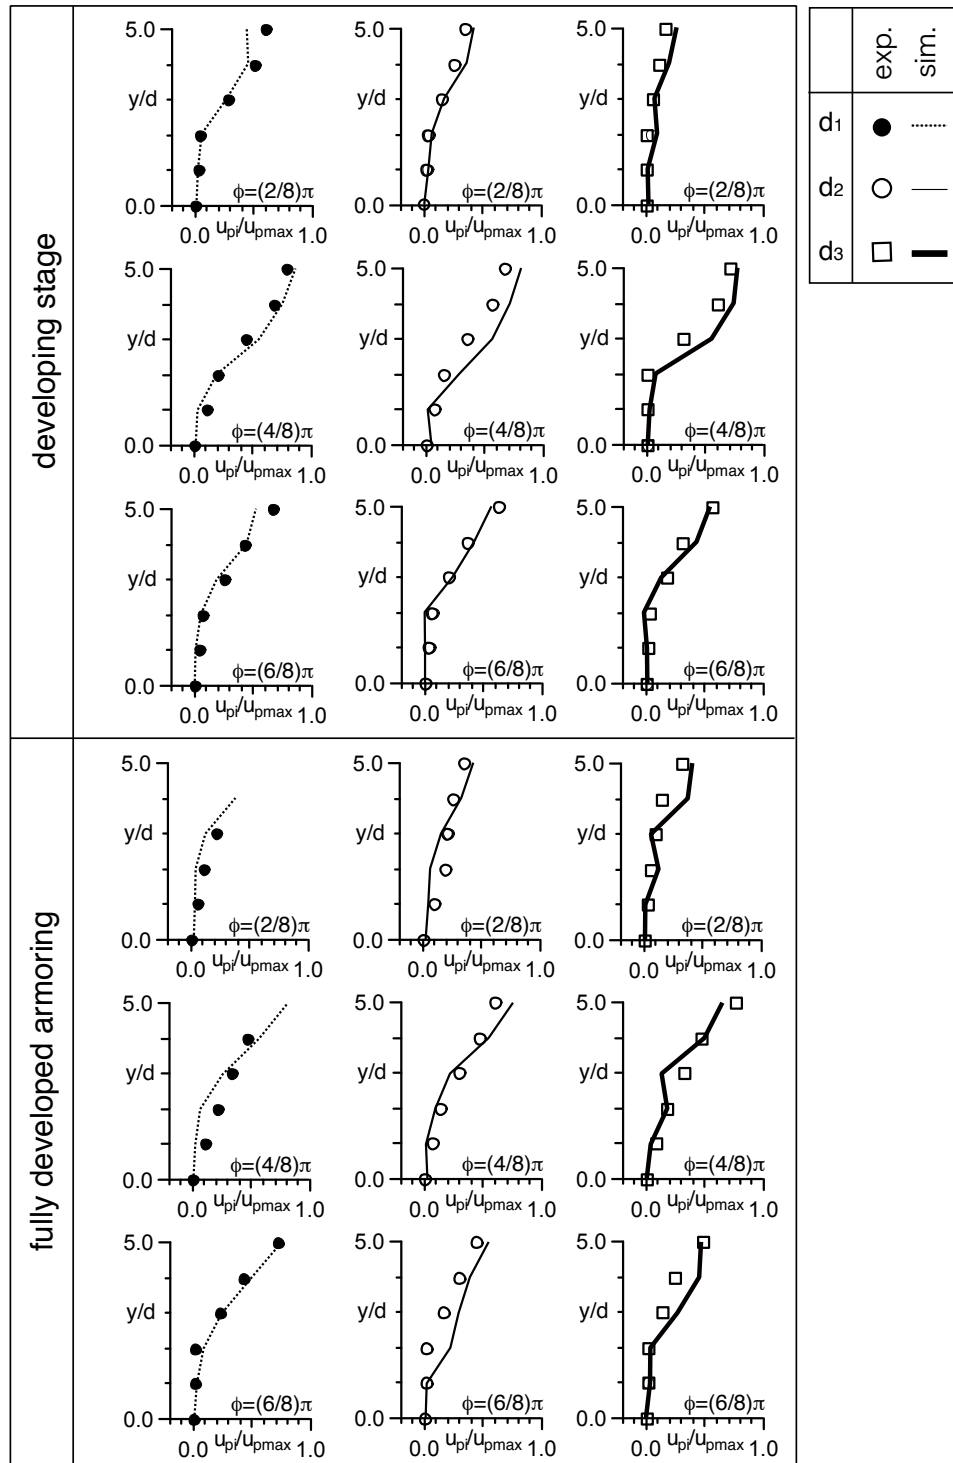 exp.
sim.
d1
d2
d3
developing stage
5.0 5.0 5.0
y/d y/d y/d
ϕ=(2/8)π ϕ=(2/8)π ϕ=(2/8)π
0.0 0.0 0.0
0.0 upi/upmax 1.0 0.0 upi/upmax 1.0 0.0 upi/upmax 1.0
5.0 5.0 5.0
y/d y/d y/d
ϕ=(4/8)π ϕ=(4/8)π ϕ=(4/8)π
0.0 0.0 0.0
0.0 upi/upmax 1.0 0.0 upi/upmax 1.0 0.0 upi/upmax 1.0
5.0 5.0 5.0
y/d y/d y/d
ϕ=(6/8)π ϕ=(6/8)π ϕ=(6/8)π
0.0 0.0 0.0
0.0 upi/upmax 1.0 0.0 upi/upmax 1.0 0.0 upi/upmax 1.0
fully developed armoring
5.0 5.0 5.0
y/d y/d y/d
ϕ=(2/8)π ϕ=(2/8)π ϕ=(2/8)π
0.0 0.0 0.0
0.0 upi/upmax 1.0 0.0 upi/upmax 1.0 0.0 upi/upmax 1.0
5.0 5.0 5.0
y/d y/d y/d
ϕ=(4/8)π ϕ=(4/8)π ϕ=(4/8)π
0.0 0.0 0.0
0.0 upi/upmax 1.0 0.0 upi/upmax 1.0 0.0 upi/upmax 1.0
5.0 5.0 5.0
y/d y/d y/d
ϕ=(6/8)π ϕ=(6/8)π ϕ=(6/8)π
0.0 0.0 0.0
0.0 upi/upmax 1.0 0.0 upi/upmax 1.0 0.0 upi/upmax 1.0